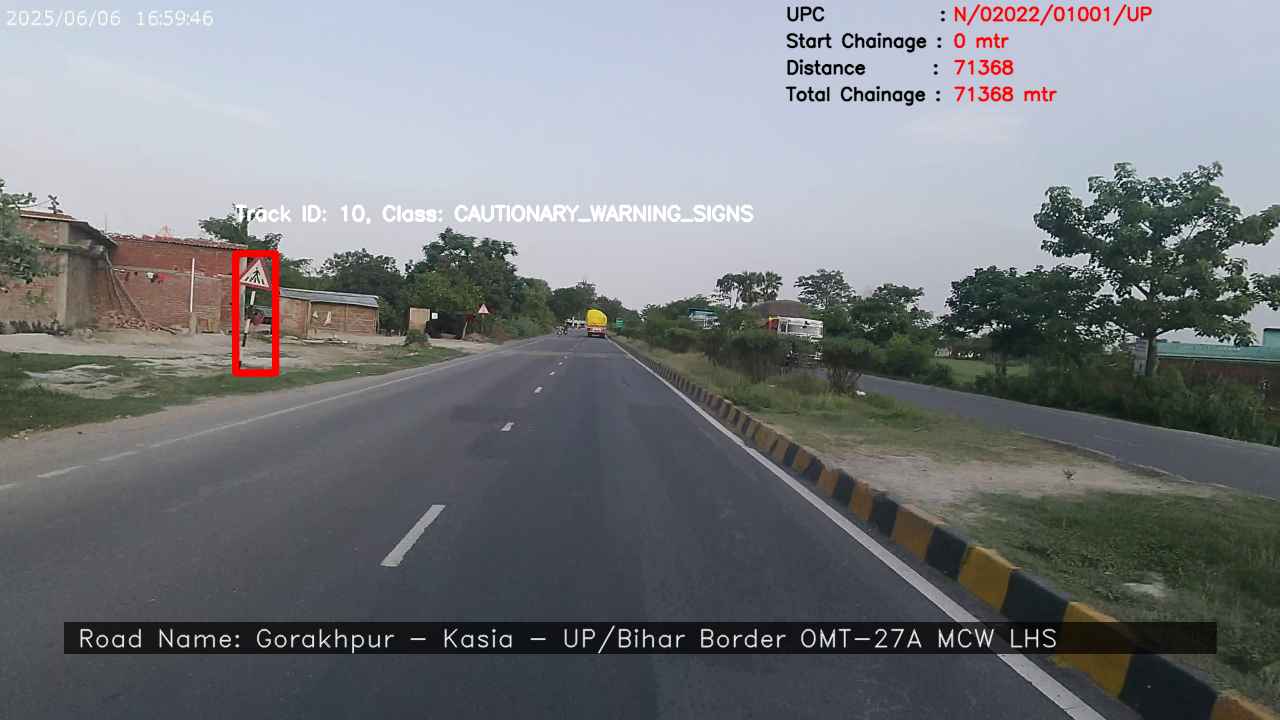 2025/06/06 16:59:46
UPC : N/02022/01001/UP
Start Chainage : 0 mtr
Distance : 71368
Total Chainage : 71368 mtr
Track ID: 10, Class: CAUTIONARY_WARNING_SIGNS
Road Name: Gorakhpur - Kasia - UP/Bihar Border OMT-27A MCW LHS